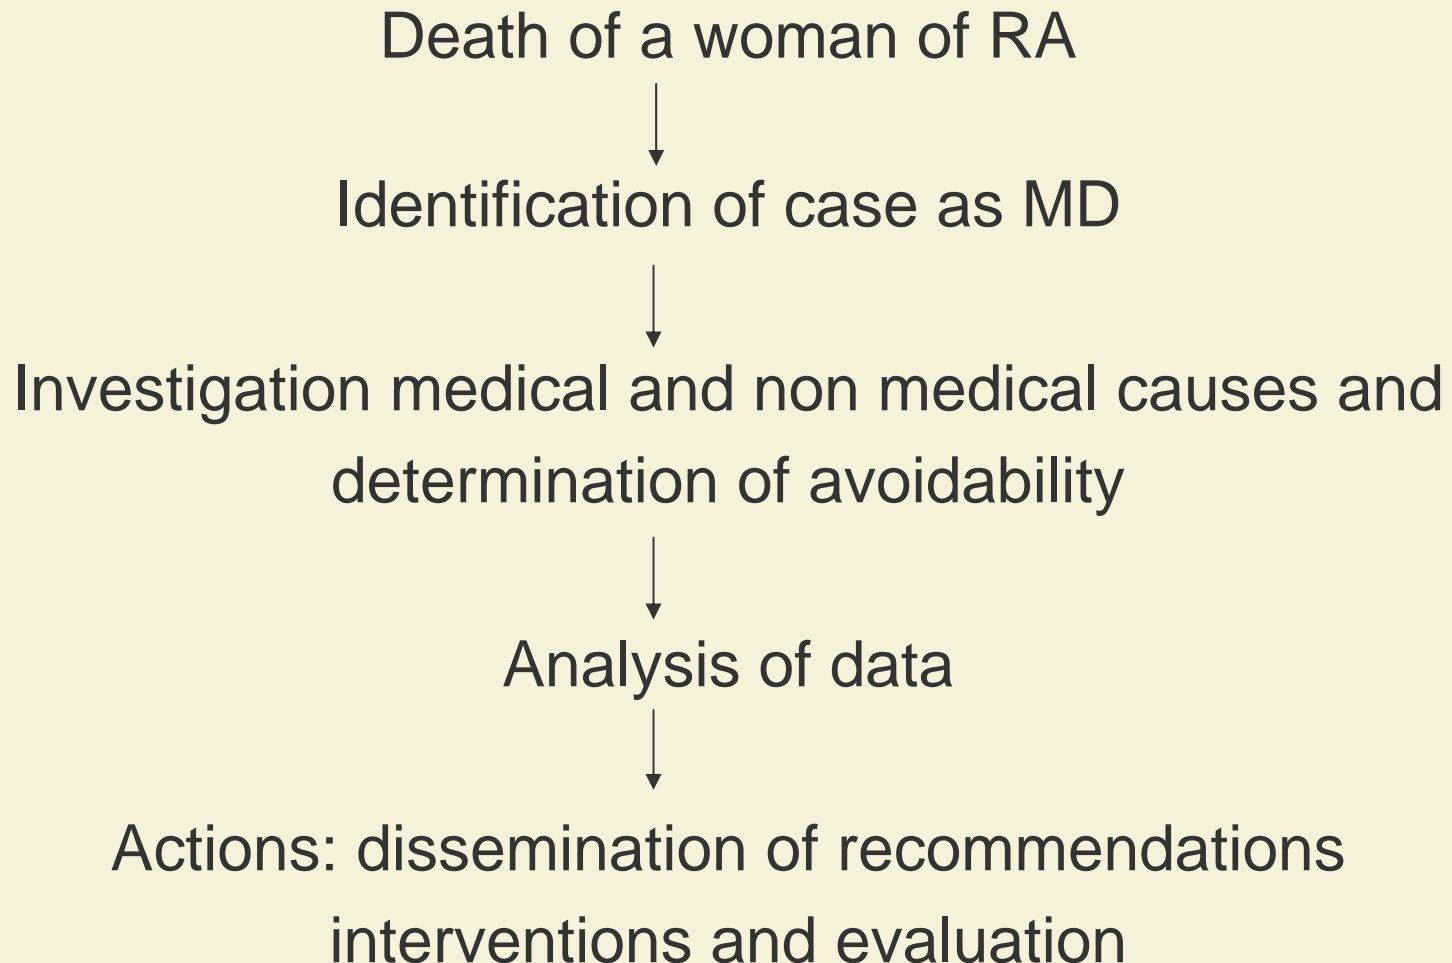 Death of a woman of RA
Identification of case as MD
Investigation medical and non medical causes and
determination of avoidability
Analysis of data
Actions: dissemination of recommendations
interventions and evaluation